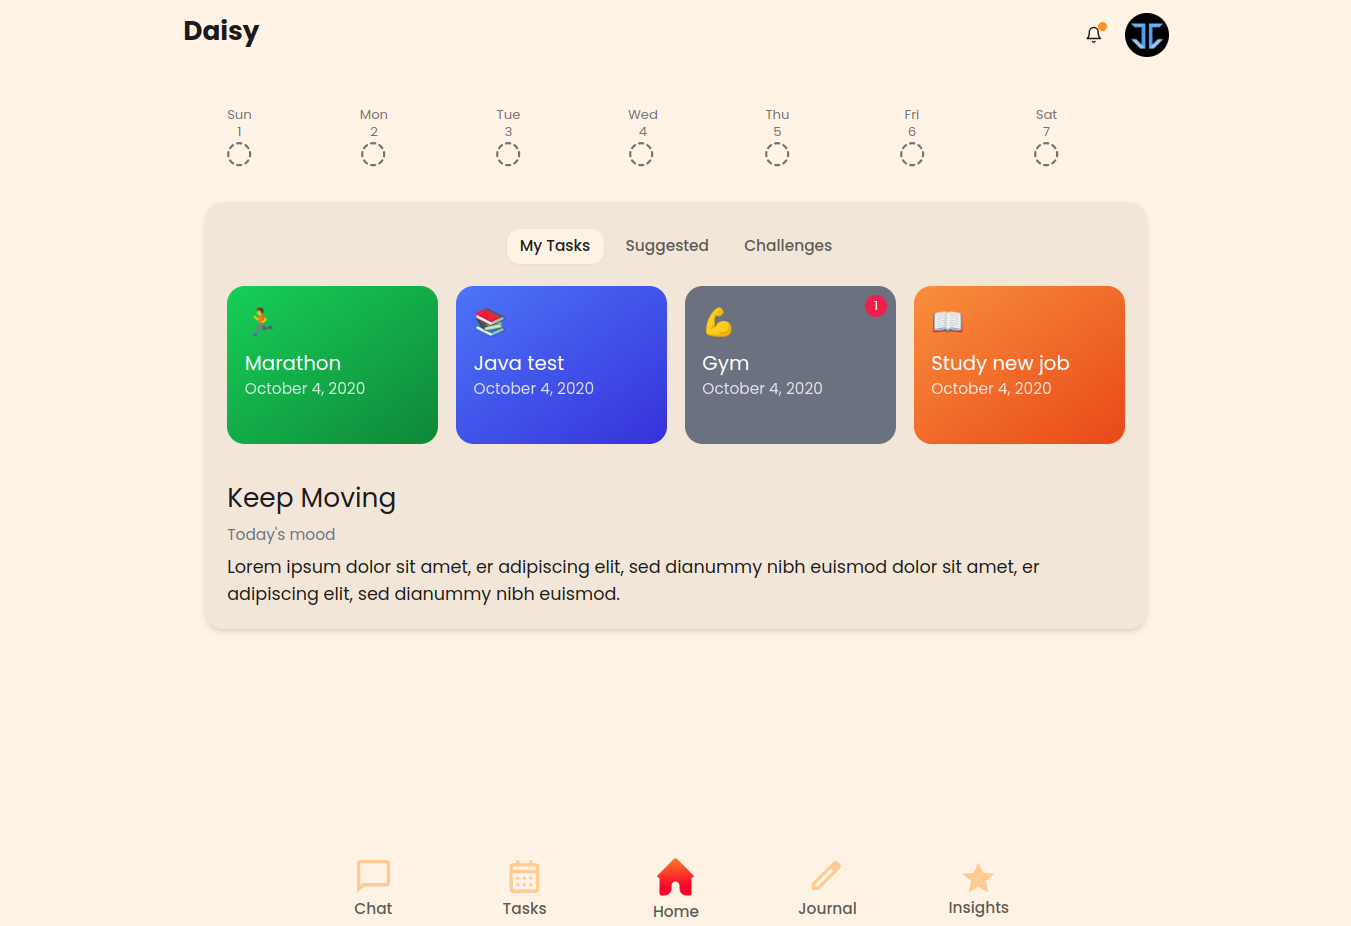 Daisy
Sun Mon Tue Wed Thu Fri Sat
1 2 3 4 5 6 7
My Tasks Suggested Challenges
1
Marathon
October 4, 2020
Java test
October 4, 2020
Gym
October 4, 2020
Study new job
October 4, 2020
Keep Moving
Today's mood
Lorem ipsum dolor sit amet, er adipiscing elit, sed dianummy nibh euismod dolor sit amet, er
adipiscing elit, sed dianummy nibh euismod.
Chat Tasks Home Journal Insights